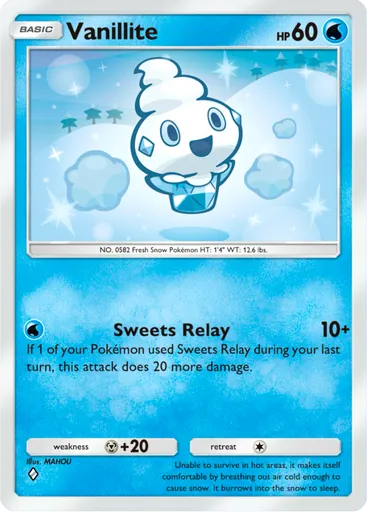 BASIC Vanillite HP 60
NO. 0582 Fresh Snow Pokémon HT: 1'4" WT: 12.6 lbs.
Sweets Relay 10+
If 1 of your Pokémon used Sweets Relay during your last
turn, this attack does 20 more damage.
weakness +20 retreat
Illus. MAHOU
Unable to survive in hot areas, it makes itself
comfortable by breathing out air cold enough to
cause snow. It burrows into the snow to sleep.